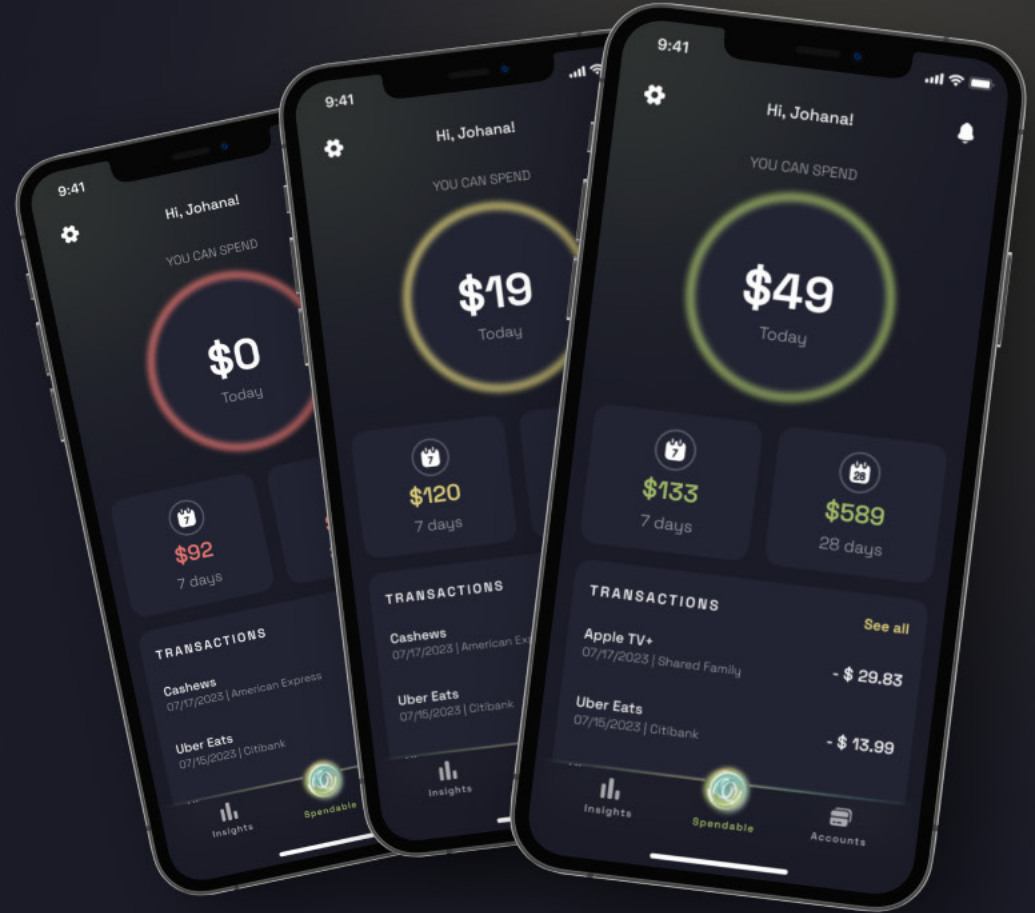 9:41
Hi, Johana!
YOU CAN SPEND
$0
Today
7
$92
7 days
TRANSACTIONS
Cashews
07/17/2023 | American Express
Uber Eats
07/15/2023 | Citibank
Insights
Spendable
9:41
Hi, Johana!
YOU CAN SPEND
$19
Today
7
$120
7 days
TRANSACTIONS
Cashews
07/17/2023 | American
Uber Eats
07/15/2023 | Citibank
Insights
9:41
Hi, Johana!
YOU CAN SPEND
$49
Today
7
$133
7 days
28
$589
28 days
TRANSACTIONS
See all
Apple TV+
07/17/2023 | Shared Family
- $ 29.83
Uber Eats
07/15/2023 | Citibank
- $ 13.99
Insights
Spendable
Accounts